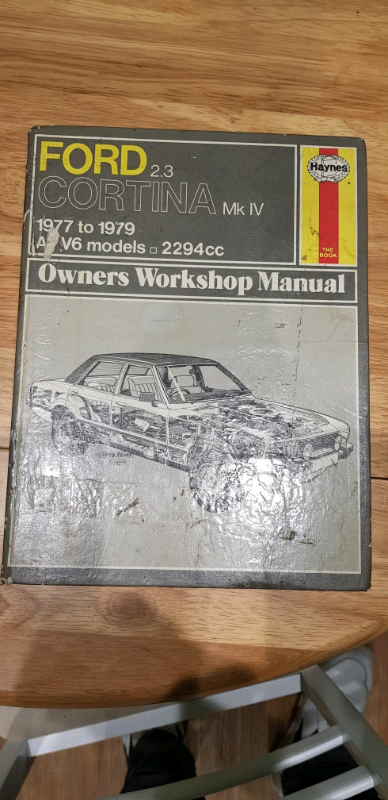 FORD 2.3
CORTINA Mk IV
1977 to 1979
V6 models □ 2294cc
Haynes
THE
BOOK
Owners Workshop Manual